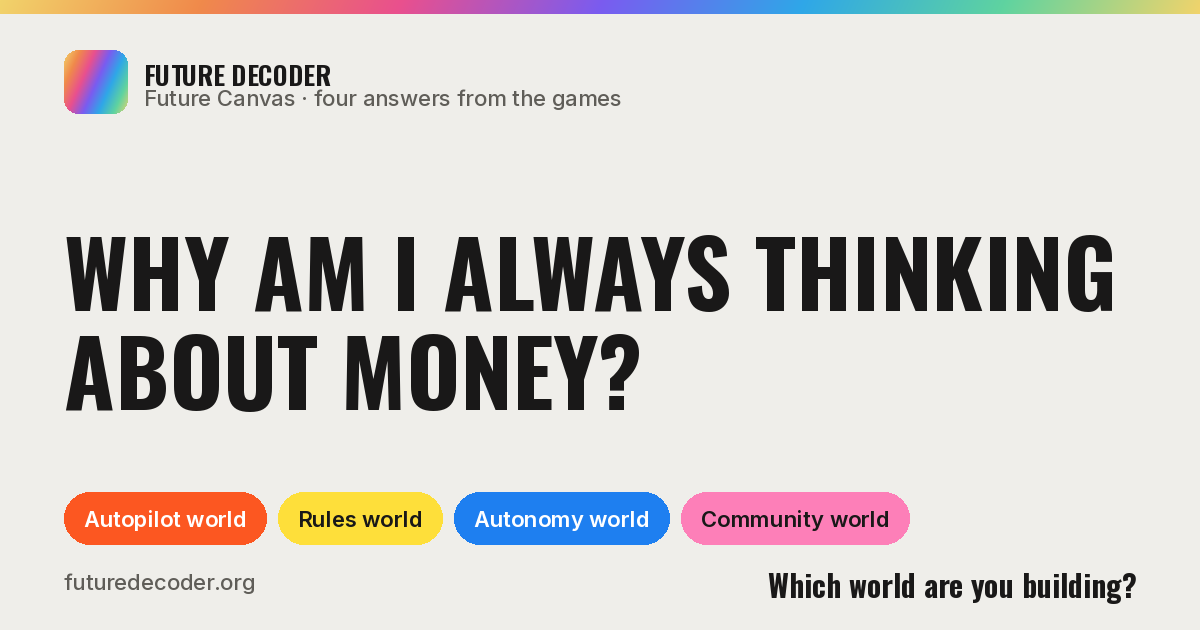 FUTURE DECODER
Future Canvas · four answers from the games
WHY AM I ALWAYS THINKING
ABOUT MONEY?
Autopilot world
Rules world
Autonomy world
Community world
futuredecoder.org
Which world are you building?